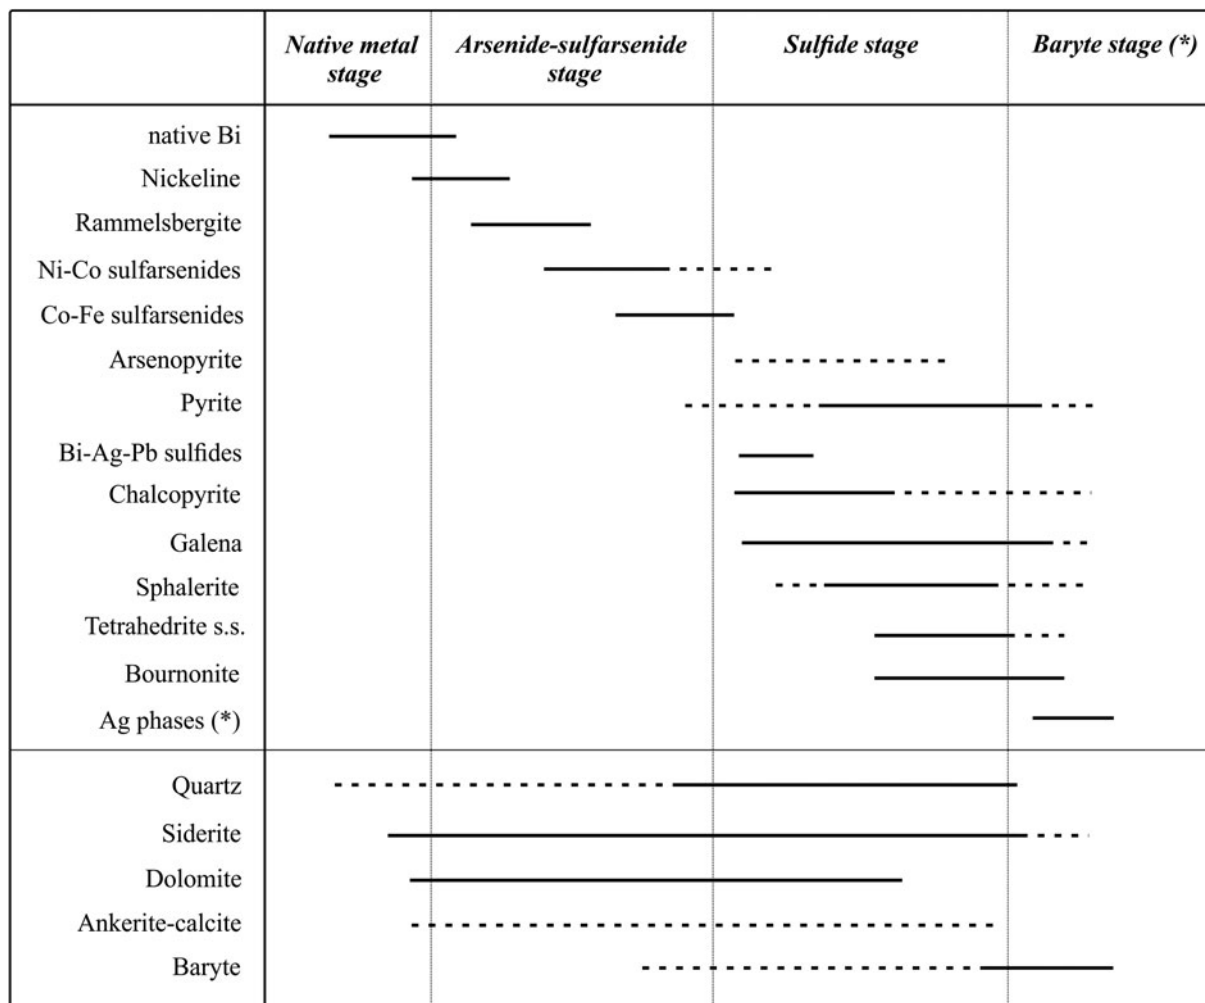 Native metal stage
Arsenide-sulfarsenide stage
Sulfide stage
Baryte stage (*)
native Bi
Nickeline
Rammelsbergite
Ni-Co sulfarsenides
Co-Fe sulfarsenides
Arsenopyrite
Pyrite
Bi-Ag-Pb sulfides
Chalcopyrite
Galena
Sphalerite
Tetrahedrite s.s.
Bournonite
Ag phases (*)
Quartz
Siderite
Dolomite
Ankerite-calcite
Baryte